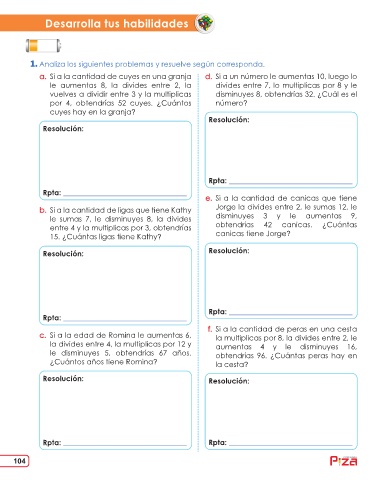 Desarrolla tus habilidades
1. Analiza los siguientes problemas y resuelve según corresponda.
a. Si a la cantidad de cuyes en una granja
le aumentas 8, la divides entre 2, la
vuelves a dividir entre 3 y la multiplicas
por 4, obtendrías 52 cuyes. ¿Cuántos
cuyes hay en la granja?
Resolución:
Rpta:
b. Si a la cantidad de ligas que tiene Kathy
le sumas 7, le disminuyes 8, la divides
entre 4 y la multiplicas por 3, obtendrías
15. ¿Cuántas ligas tiene Kathy?
Resolución:
Rpta:
c. Si a la edad de Romina le aumentas 6,
la divides entre 4, la multiplicas por 12 y
le disminuyes 5, obtendrías 67 años.
¿Cuántos años tiene Romina?
Resolución:
Rpta:
d. Si a un número le aumentas 10, luego lo
divides entre 7, lo multiplicas por 8 y le
disminuyes 8, obtendrías 32. ¿Cuál es el
número?
Resolución:
Rpta:
e. Si a la cantidad de canicas que tiene
Jorge la divides entre 2, le sumas 12, le
disminuyes 3 y le aumentas 9,
obtendrías 42 canicas. ¿Cuántas
canicas tiene Jorge?
Resolución:
Rpta:
f. Si a la cantidad de peras en una cesta
la multiplicas por 8, la divides entre 2, le
aumentas 4 y le disminuyes 16,
obtendrías 96. ¿Cuántas peras hay en
la cesta?
Resolución:
Rpta:
104